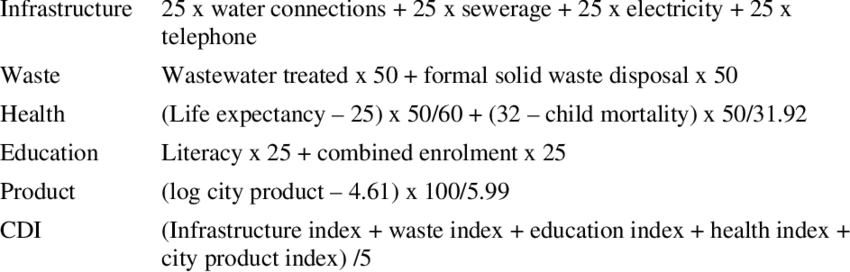 Infrastructure 25 x water connections + 25 x sewerage + 25 x electricity + 25 x
telephone
Waste Wastewater treated x 50 + formal solid waste disposal x 50
Health (Life expectancy – 25) x 50/60 + (32 – child mortality) x 50/31.92
Education Literacy x 25 + combined enrolment x 25
Product (log city product – 4.61) x 100/5.99
CDI (Infrastructure index + waste index + education index + health index +
city product index) /5